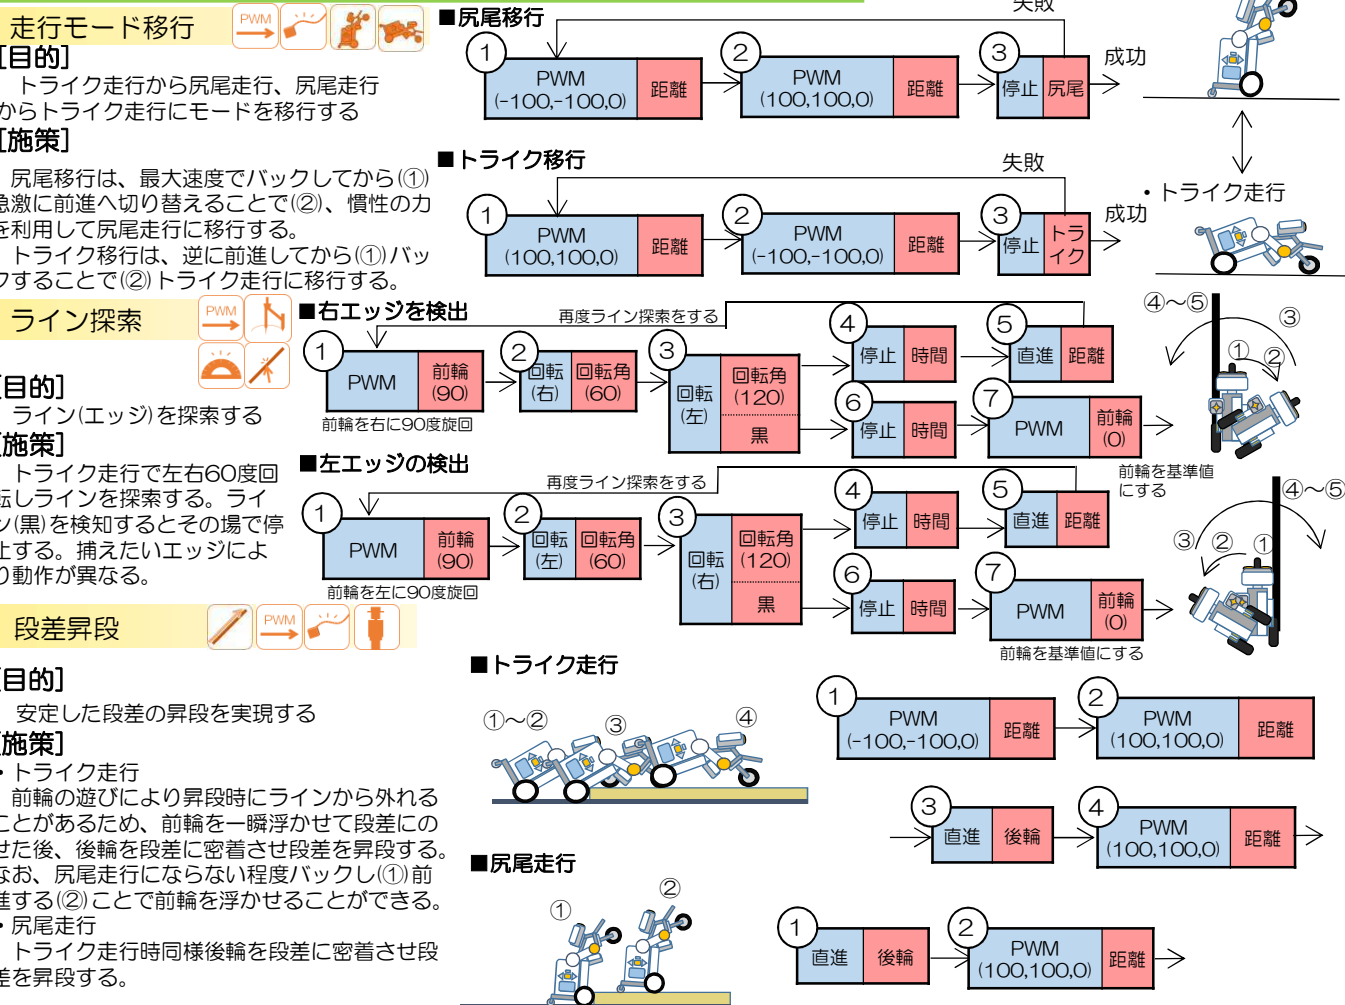 走行モード移行
PWM
[目的]
トライク走行から尻尾走行、尻尾走行
からトライク走行にモードを移行する
[施策]
尻尾移行は、最大速度でバックしてから(①)
急激に前進へ切り替えることで(②)、慣性の力
を利用して尻尾走行に移行する。
トライク移行は、逆に前進してから(①)バッ
クすることで(②)トライク走行に移行する。
■尻尾移行
失敗
①
PWM
(-100,-100,0)
距離
②
PWM
(100,100,0)
距離
③
停止
尻尾
成功
■トライク移行
失敗
①
PWM
(100,100,0)
距離
②
PWM
(-100,-100,0)
距離
③
停止
トラ
イク
成功
・トライク走行
ライン探索
PWM
[目的]
ライン(エッジ)を探索する
[施策]
トライク走行で左右60度回
転しラインを探索する。ライ
ン(黒)を検知するとその場で停
止する。捕えたいエッジによ
り動作が異なる。
■右エッジを検出
再度ライン探索をする
①
PWM
前輪
(90)
前輪を右に90度旋回
②
回転
(右)
回転角
(60)
③
回転
(左)
回転角
(120)
黒
④
停止
時間
⑤
直進
距離
⑥
停止
時間
⑦
PWM
前輪
(0)
前輪を基準値
にする
④～⑤
③
①
②
■左エッジの検出
再度ライン探索をする
①
PWM
前輪
(90)
前輪を左に90度旋回
②
回転
(左)
回転角
(60)
③
回転
(右)
回転角
(120)
黒
④
停止
時間
⑤
直進
距離
⑥
停止
時間
⑦
PWM
前輪
(0)
前輪を基準値にする
④～⑤
③
②
①
段差昇段
PWM
[目的]
安定した段差の昇段を実現する
[施策]
・トライク走行
前輪の遊びにより昇段時にラインから外れる
ことがあるため、前輪を一瞬浮かせて段差にの
せた後、後輪を段差に密着させ段差を昇段する。
なお、尻尾走行にならない程度バックし(①)前
進する(②)ことで前輪を浮かせることができる。
・尻尾走行
トライク走行時同様後輪を段差に密着させ段
差を昇段する。
■トライク走行
①～②
③
④
①
PWM
(-100,-100,0)
距離
②
PWM
(100,100,0)
距離
③
直進
後輪
④
PWM
(100,100,0)
距離
■尻尾走行
①
②
①
直進
後輪
②
PWM
(100,100,0)
距離